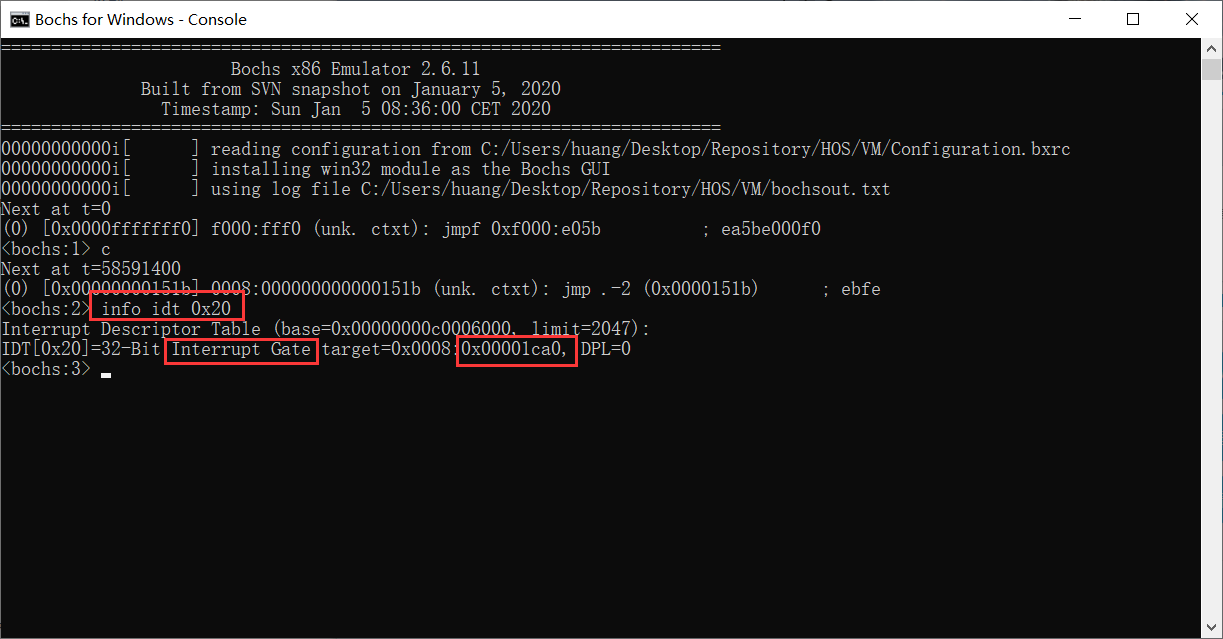 Bochs for Windows - Console
========================================================================
Bochs x86 Emulator 2.6.11
Built from SVN snapshot on January 5, 2020
Timestamp: Sun Jan  5 08:36:00 CET 2020
========================================================================
00000000000i[      ] reading configuration from C:/Users/huang/Desktop/Repository/HOS/VM/Configuration.bxrc
00000000000i[      ] installing win32 module as the Bochs GUI
00000000000i[      ] using log file C:/Users/huang/Desktop/Repository/HOS/VM/bochsout.txt
Next at t=0
(0) [0x0000fffffff0] f000:fff0 (unk. ctxt): jmpf 0xf000:e05b          ; ea5be000f0
<bochs:1> c
Next at t=58591400
(0) [0x00000000151b] 0008:000000000000151b (unk. ctxt): jmp .-2 (0x0000151b)      ; ebfe
<bochs:2> info idt 0x20
Interrupt Descriptor Table (base=0x00000000c0006000, limit=2047):
IDT[0x20]=32-Bit Interrupt Gate target=0x0008:0x00001ca0, DPL=0
<bochs:3>